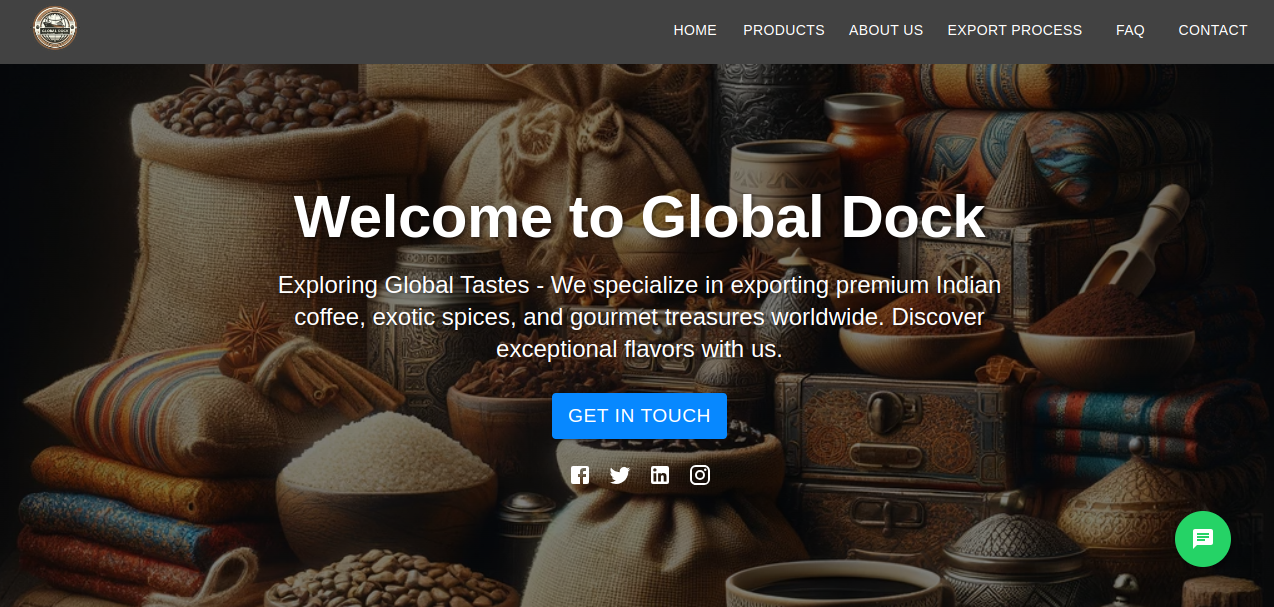 GLOBAL DOCK
HOME PRODUCTS ABOUT US EXPORT PROCESS FAQ CONTACT
Welcome to Global Dock
Exploring Global Tastes - We specialize in exporting premium Indian
coffee, exotic spices, and gourmet treasures worldwide. Discover
exceptional flavors with us.
GET IN TOUCH